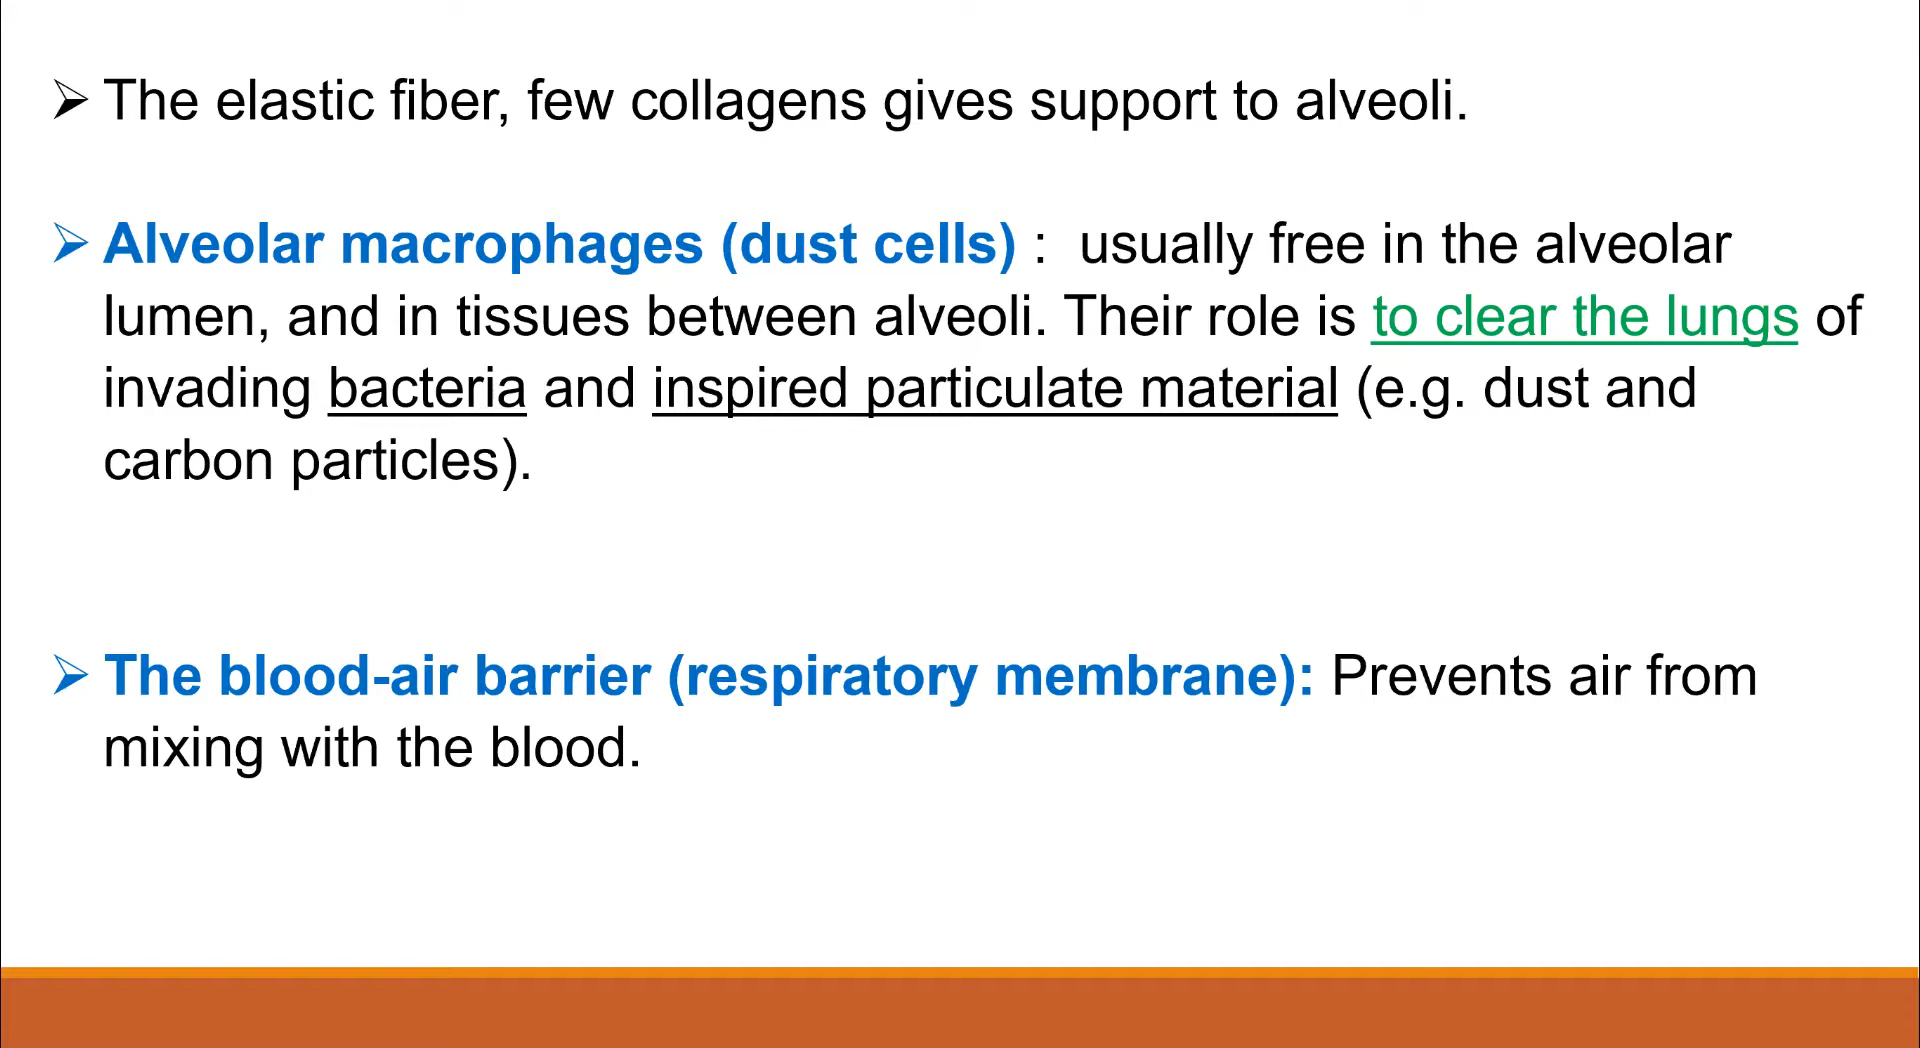 ➢ The elastic fiber, few collagens gives support to alveoli.
➢ Alveolar macrophages (dust cells) : usually free in the alveolar
lumen, and in tissues between alveoli. Their role is to clear the lungs of
invading bacteria and inspired particulate material (e.g. dust and
carbon particles).
➢ The blood-air barrier (respiratory membrane): Prevents air from
mixing with the blood.